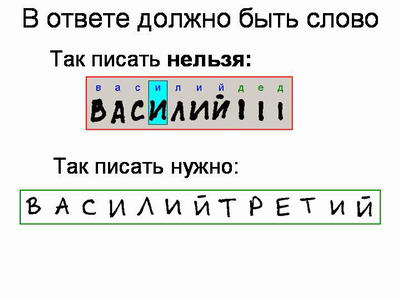 В ответе должно быть слово
Так писать нельзя:
в а с и л и й д е д
ВАСИЛИЙ III
Так писать нужно:
ВАСИЛИЙТРЕТИЙ